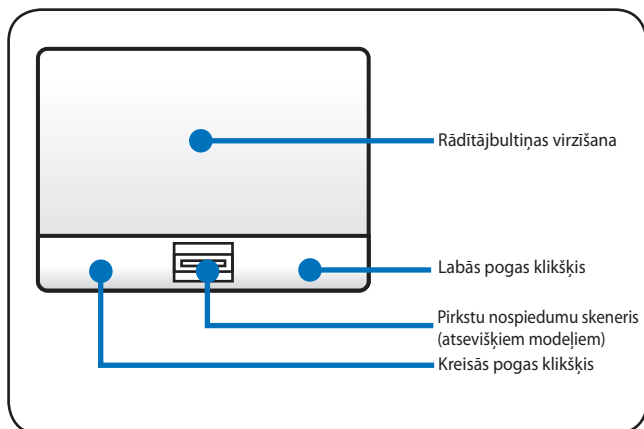 Rādītājbultiņas virzīšana
Labās pogas klikšķis
Pirkstu nospiedumu skeneris
(atsevišķiem modeļiem)
Kreisās pogas klikšķis